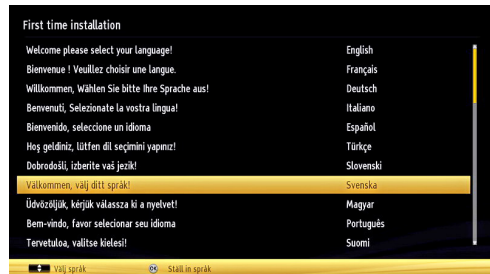 First time installation
Welcome please select your language! English
Bienvenue ! Veuillez choisir une langue. Français
Willkommen, Wählen Sie bitte Ihre Sprache aus! Deutsch
Benvenuti, Selezionate la vostra lingua! Italiano
Bienvenido, seleccione un idioma Español
Hoş geldiniz, lütfen dil seçimini yapınız! Türkçe
Dobrodošli, izberite vaš jezik! Slovenski
Välkommen, välj ditt språk! Svenska
Üdvözöljük, kérjük válassza ki a nyelvet! Magyar
Bem-vindo, favor selecionar seu idioma Português
Tervetuloa, valitse kielesi! Suomi
Välj språk OK Ställ in språk